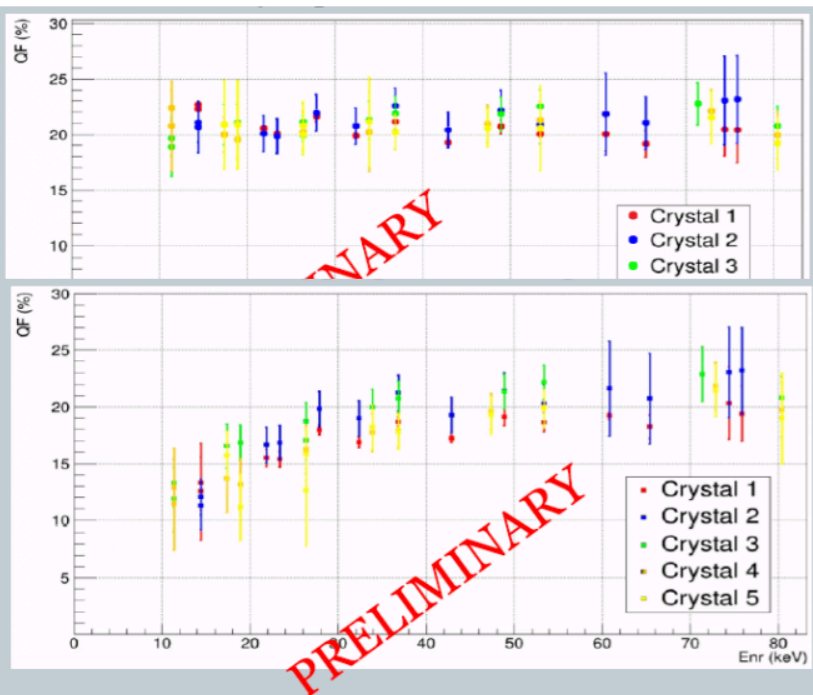 QF (%)
30
25
20
15
10
Crystal 1
Crystal 2
Crystal 3
INARY
QF (%)
30
25
20
15
10
5
0
10
20
30
40
50
60
70
80
Enr (keV)
Crystal 1
Crystal 2
Crystal 3
Crystal 4
Crystal 5
PRELIMINARY